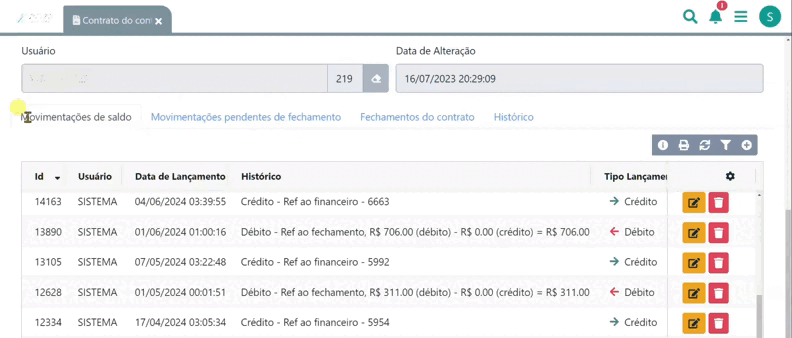 Contrato do cont
1
S
Usuário Data de Alteração
219 16/07/2023 20:29:09
Movimentações de saldo Movimentações pendentes de fechamento Fechamentos do contrato Histórico
Id Usuário Data de Lançamento Histórico Tipo Lançamen
14163 SISTEMA 04/06/2024 03:39:55 Crédito - Ref ao financeiro - 6663 Crédito
13890 SISTEMA 01/06/2024 01:00:16 Débito - Ref ao fechamento, R$ 706.00 (débito) - R$ 0.00 (crédito) = R$ 706.00 Débito
13105 SISTEMA 07/05/2024 03:22:48 Crédito - Ref ao financeiro - 5992 Crédito
12628 SISTEMA 01/05/2024 00:01:51 Débito - Ref ao fechamento, R$ 311.00 (débito) - R$ 0.00 (crédito) = R$ 311.00 Débito
12334 SISTEMA 17/04/2024 03:05:34 Crédito - Ref ao financeiro - 5954 Crédito